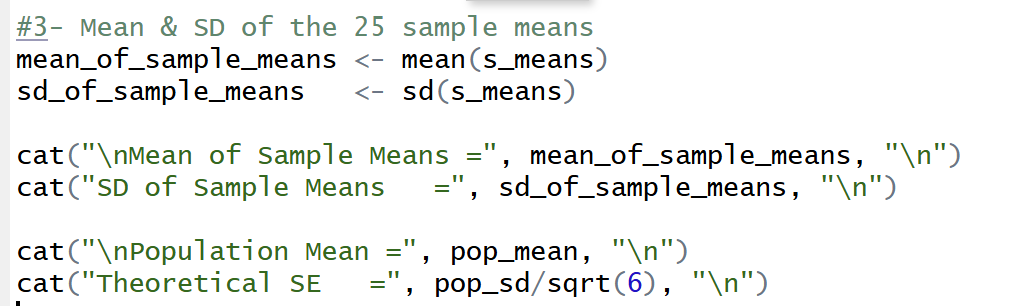 #3- Mean & SD of the 25 sample means
mean_of_sample_means <- mean(s_means)
sd_of_sample_means   <- sd(s_means)
cat("\nMean of Sample Means =", mean_of_sample_means, "\n")
cat("SD of Sample Means   =", sd_of_sample_means, "\n")
cat("\nPopulation Mean =", pop_mean, "\n")
cat("Theoretical SE   =", pop_sd/sqrt(6), "\n")